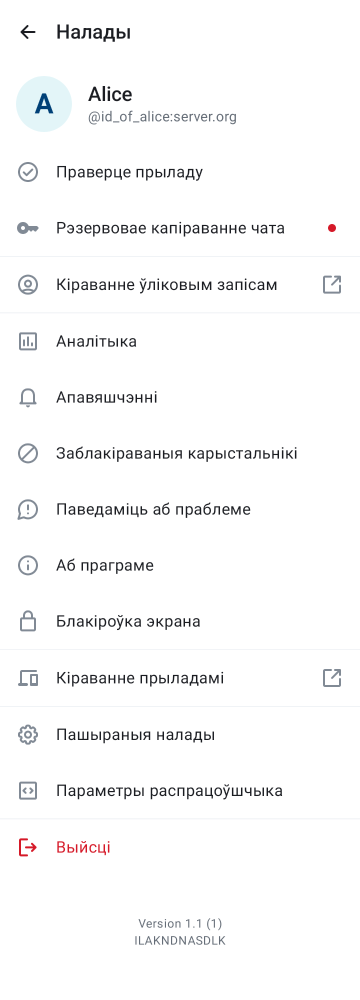 Налады
A
Alice
@id_of_alice:server.org
Праверце прыладу
Рэзервовае капіраванне чата
Кіраванне ўліковым запісам
Аналітыка
Апавяшчэнні
Заблакіраваныя карыстальнікі
Паведаміць аб праблеме
Аб праграме
Блакіроўка экрана
Кіраванне прыладамі
Пашыраныя налады
Параметры распрацоўшчыка
Выйсці
Version 1.1 (1)
ILAKNDNASDLK